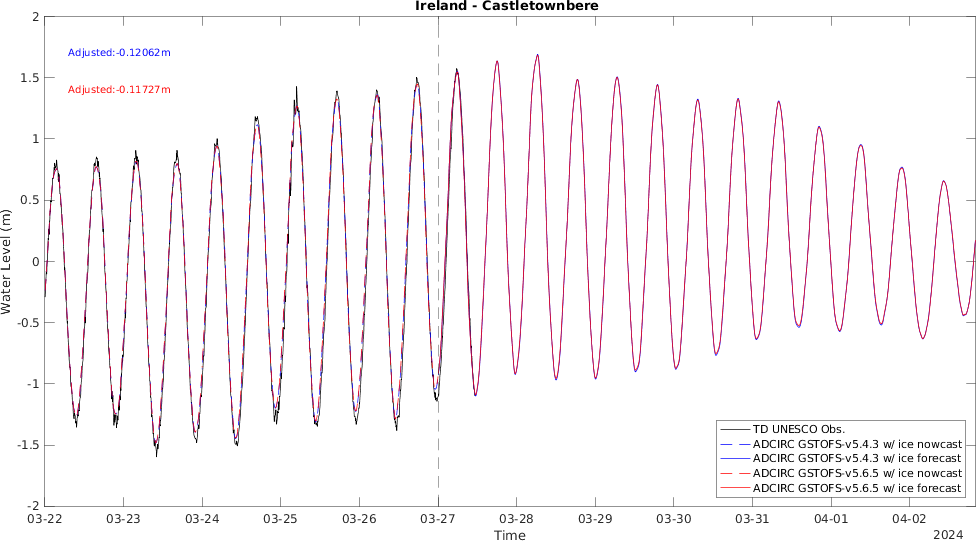 Ireland - Castletownbere
2
1.5
1
0.5
0
-0.5
-1
-1.5
-2
Water Level (m)
Adjusted:-0.12062m
Adjusted:-0.11727m
TD UNESCO Obs.
ADCIRC GSTOFS-v5.4.3 w/ ice nowcast
ADCIRC GSTOFS-v5.4.3 w/ ice forecast
ADCIRC GSTOFS-v5.6.5 w/ ice nowcast
ADCIRC GSTOFS-v5.6.5 w/ ice forecast
03-22 03-23 03-24 03-25 03-26 03-27 03-28 03-29 03-30 03-31 04-01 04-02
Time
2024